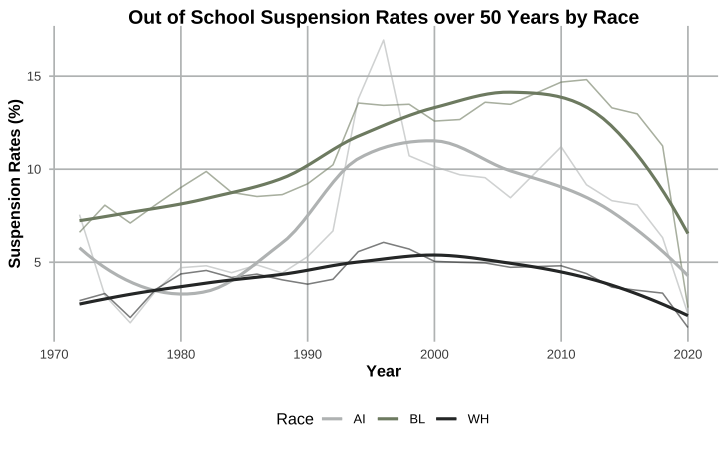 Out of School Suspension Rates over 50 Years by Race
Suspension Rates (%)
15
10
5
1970 1980 1990 2000 2010 2020
Year
Race AI BL WH